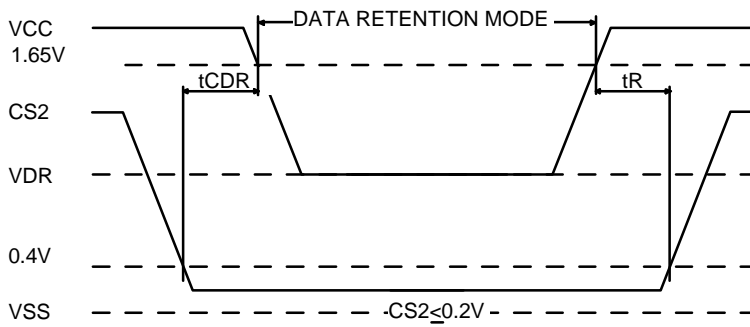 VCC
DATA RETENTION MODE
1.65V
tCDR
tR
CS2
VDR
0.4V
CS2≤0.2V
VSS